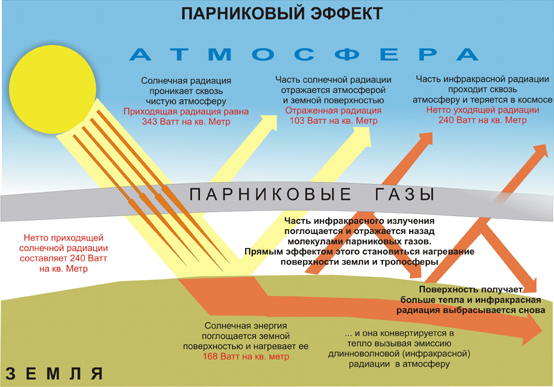 ПАРНИКОВЫЙ ЭФФЕКТ
АТМОСФЕРА
Солнечная радиация
проникает сквозь
чистую атмосферу
Приходящая радиация равна
343 Ватт на кв. Метр
Часть солнечной радиации
отражается атмосферой
и земной поверхностью
Отраженная радиация
103 Ватт на кв. Метр
Часть инфракрасной радиации
проходит сквозь
атмосферу и теряется в космосе
Нетто уходящей радиации
240 Ватт на кв. Метр
ПАРНИКОВЫЕ ГАЗЫ
Нетто приходящей
солнечной радиации
составляет 240 Ватт
на кв. Метр
Часть инфракрасного излучения
поглощается и отражается назад
молекулами парниковых газов.
Прямым эффектом этого становиться нагревание
поверхности земли и тропосферы
Поверхность получает
больше тепла и инфракрасная
радиация выбрасывается снова
Солнечная энергия
поглощается земной
поверхностью и нагревает ее
168 Ватт на кв. метр
... и она конвертируется в
тепло вызывая эмиссию
длинноволновой (инфракрасной)
радиации в атмосферу
ЗЕМЛЯ